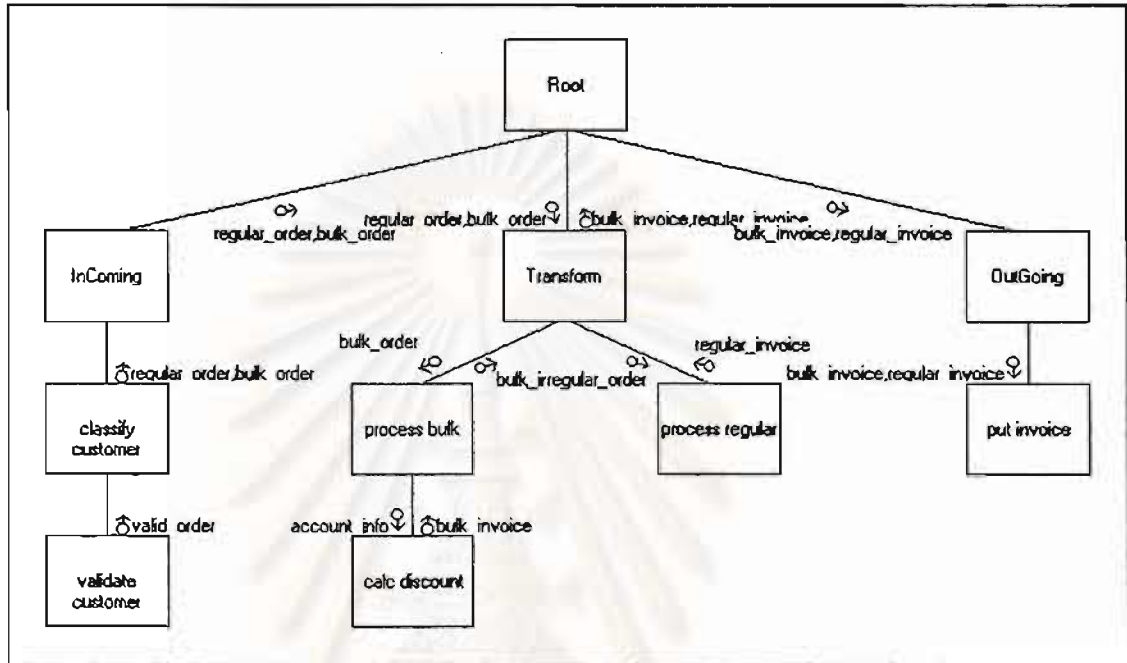 Root
regular_order,bulk_order
bulk_invoice,regular_invoice
regular_order,bulk_order
bulk_invoice,regular_invoice
InComing
Transform
OutGoing
bulk_order
regular_invoice
regular_order,bulk_order
bulk_invoice,regular_invoice
classify
customer
process bulk
process regular
put invoice
valid_order
account_info
bulk_invoice
validate
customer
calc discount